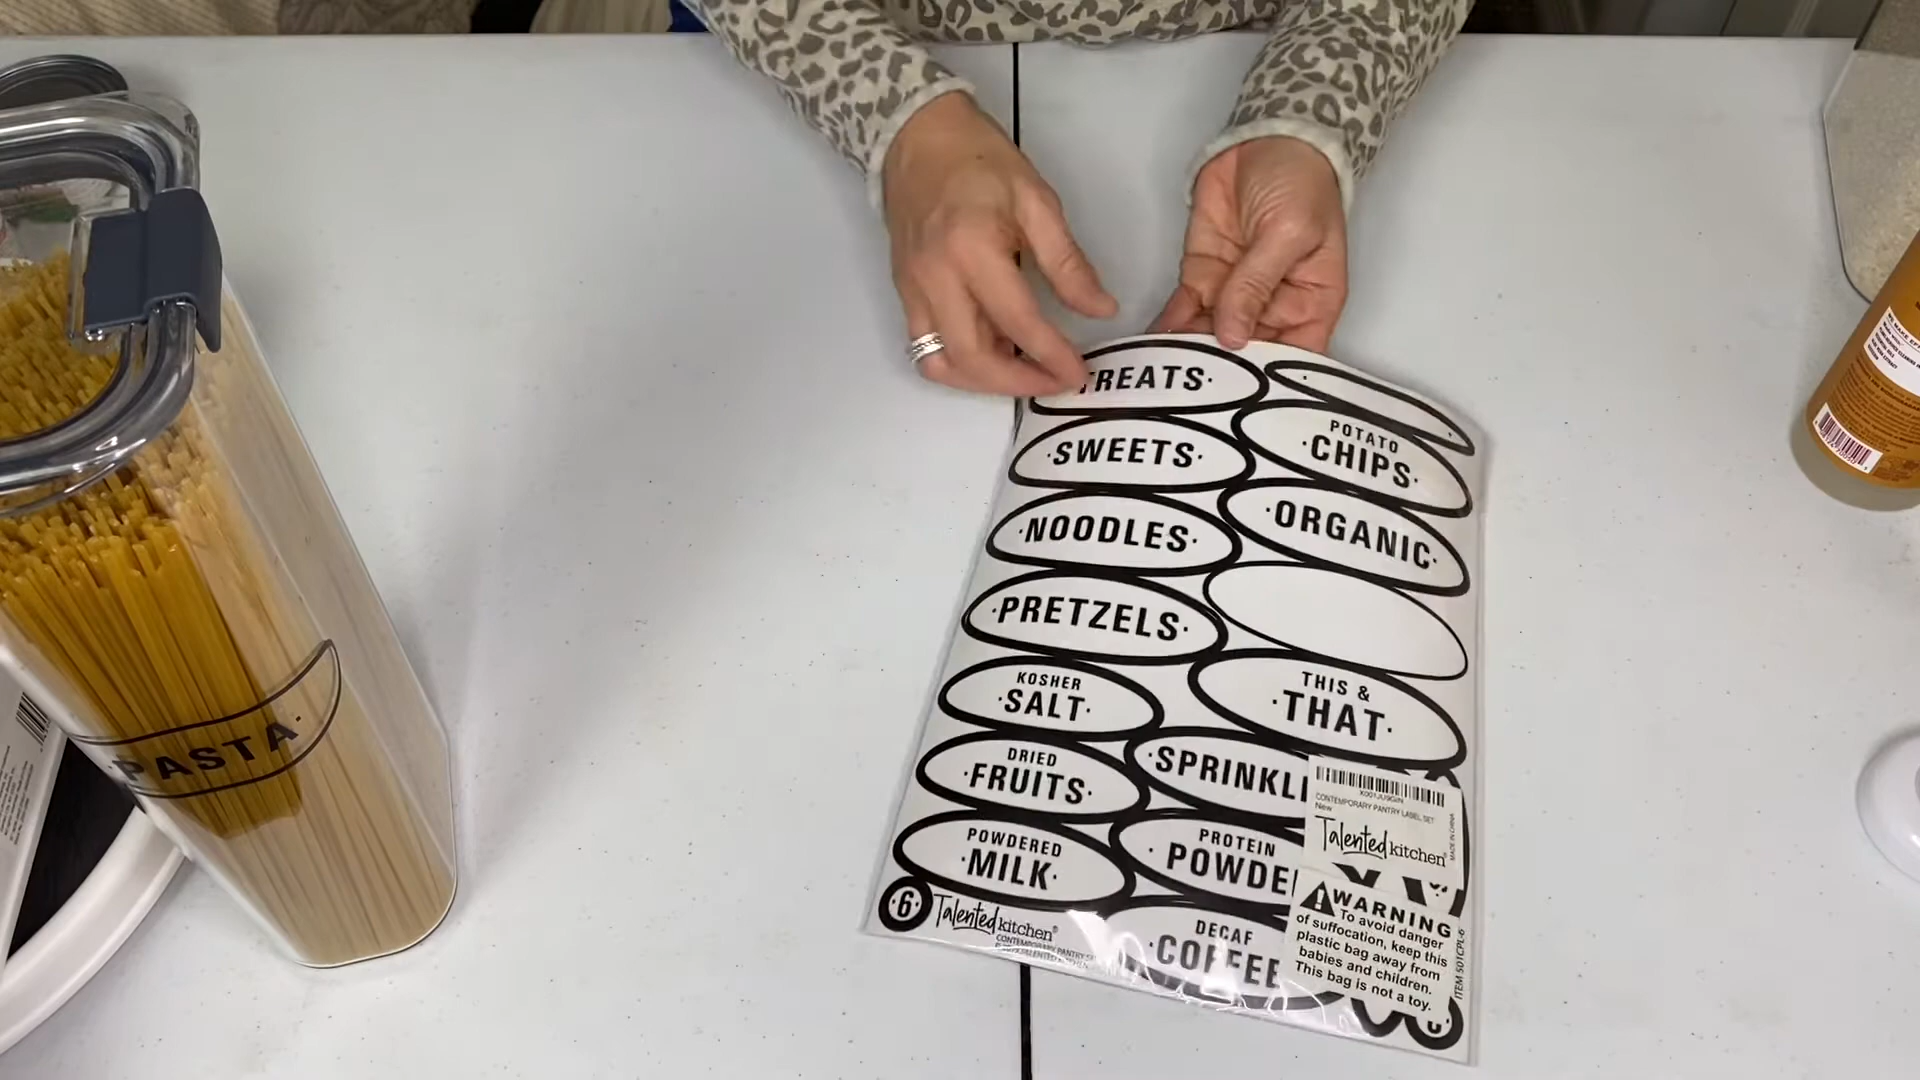 TREATS
SWEETS
NOODLES
PRETZELS
KOSHER
SALT
DRIED
FRUITS
POWDERED
MILK
6
Talented kitchen®
POTATO
CHIPS
ORGANIC
THIS &
THAT
SPRINKL
PROTEIN
POWDE
DECAF
COFFEE
CONTEMPORARY PANTRY LABEL SET
New
MADE IN CHINA
Talented kitchen®
WARNING
To avoid danger
of suffocation, keep this
plastic bag away from
babies and children.
This bag is not a toy.
PASTA